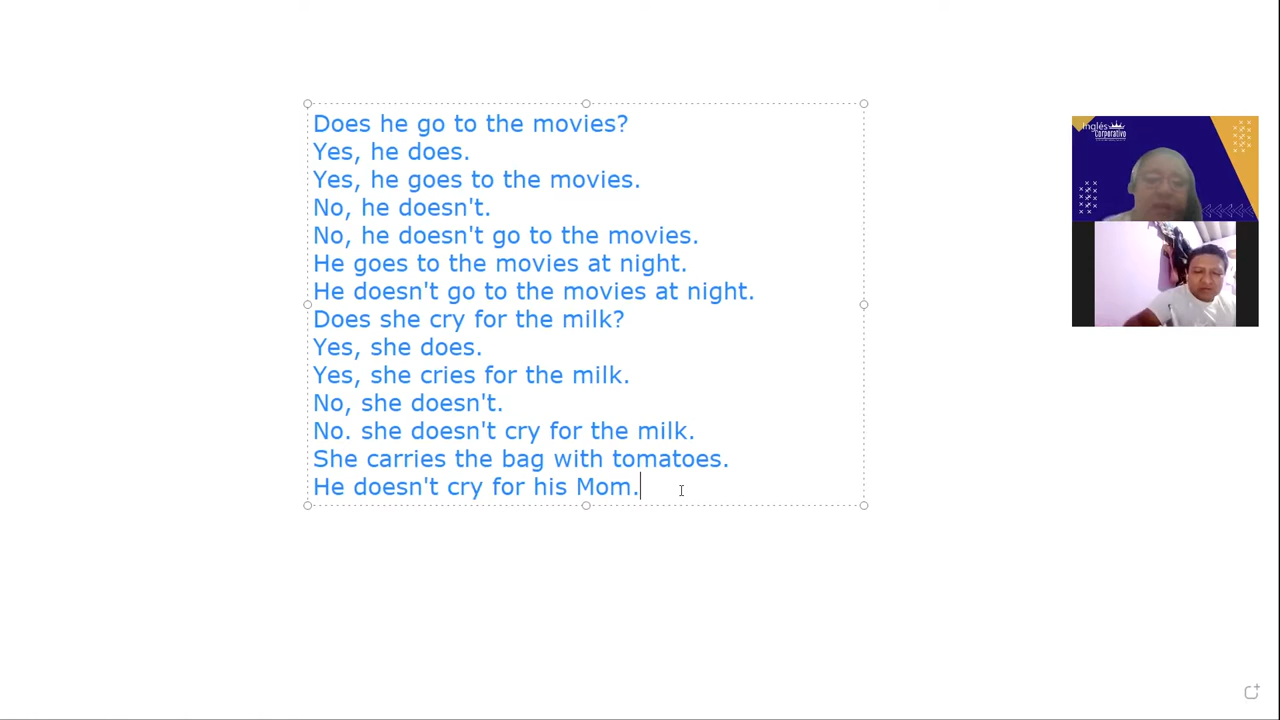 Does he go to the movies?
Yes, he does.
Yes, he goes to the movies.
No, he doesn't.
No, he doesn't go to the movies.
He goes to the movies at night.
He doesn't go to the movies at night.
Does she cry for the milk?
Yes, she does.
Yes, she cries for the milk.
No, she doesn't.
No. she doesn't cry for the milk.
She carries the bag with tomatoes.
He doesn't cry for his Mom.
Inglés
Corporativo